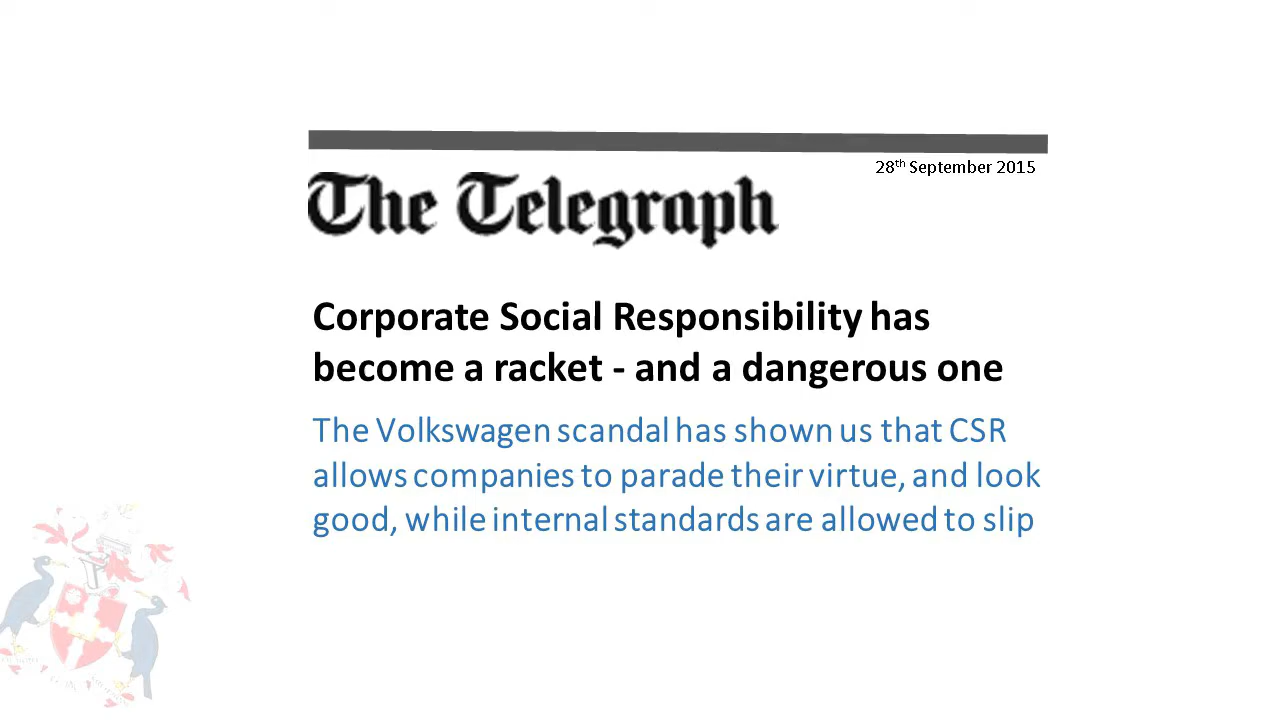 28th September 2015
The Telegraph
Corporate Social Responsibility has
become a racket - and a dangerous one
The Volkswagen scandal has shown us that CSR
allows companies to parade their virtue, and look
good, while internal standards are allowed to slip